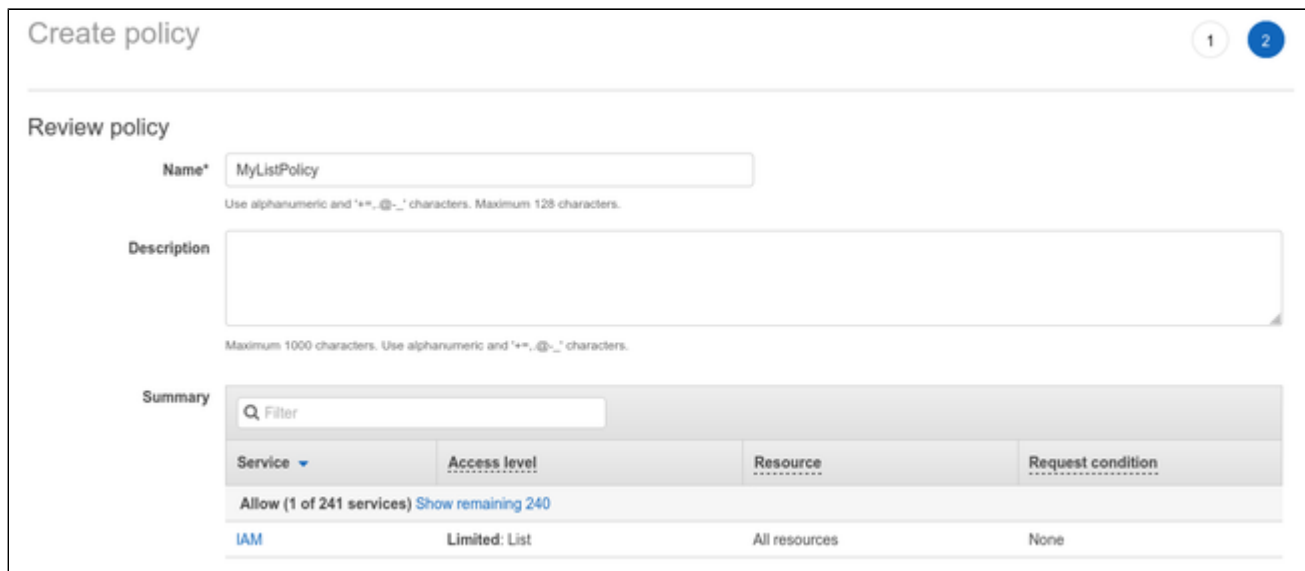 Create policy
1 2
Review policy
Name* MyListPolicy
Use alphanumeric and '+=,.@-_' characters. Maximum 128 characters.
Description
Maximum 1000 characters. Use alphanumeric and '+=,.@-_' characters.
Summary
Filter
Service Access level Resource Request condition
Allow (1 of 241 services) Show remaining 240
IAM Limited: List All resources None